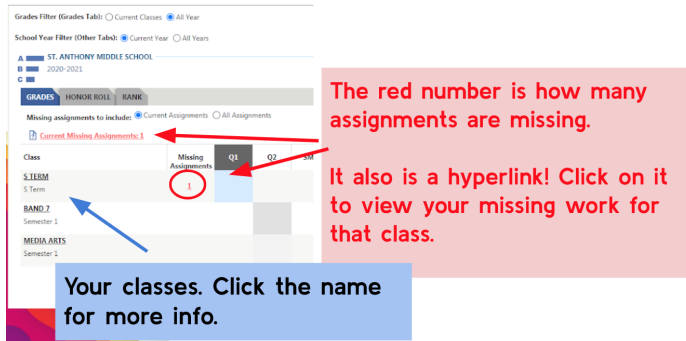 Grades Filter (Grades Tab): Current Classes All Year
School Year Filter (Other Tabs): Current Year All Years
A ST. ANTHONY MIDDLE SCHOOL
B 2020-2021
C
GRADES HONOR ROLL RANK
Missing assignments to include: Current Assignments All Assignments
Current Missing Assignments: 1
Class Missing Assignments Q1 Q2 SM
S TERM
S Term 1
BAND 7
Semester 1
MEDIA ARTS
Semester 1
The red number is how many
assignments are missing.
It also is a hyperlink! Click on it
to view your missing work for
that class.
Your classes. Click the name
for more info.